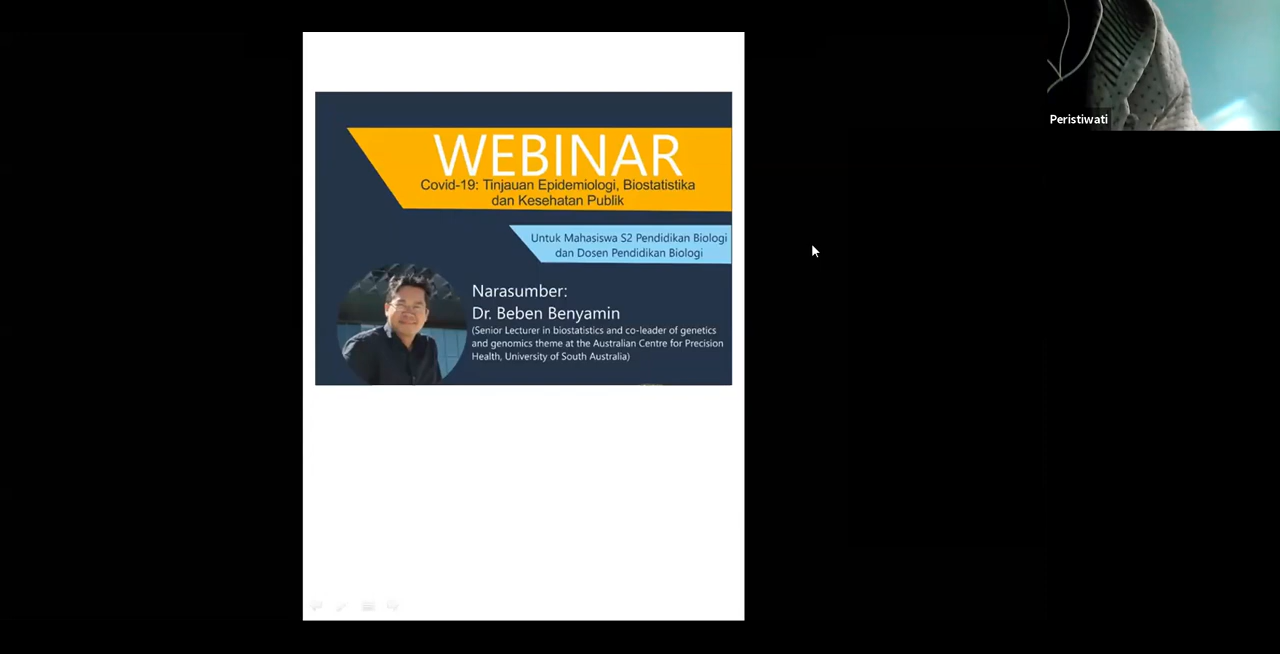 WEBINAR
Covid-19: Tinjauan Epidemiologi, Biostatistika
dan Kesehatan Publik
Untuk Mahasiswa S2 Pendidikan Biologi
dan Dosen Pendidikan Biologi
Narasumber:
Dr. Beben Benyamin
(Senior Lecturer in biostatistics and co-leader of genetics
and genomics theme at the Australian Centre for Precision
Health, University of South Australia)
Peristiwati